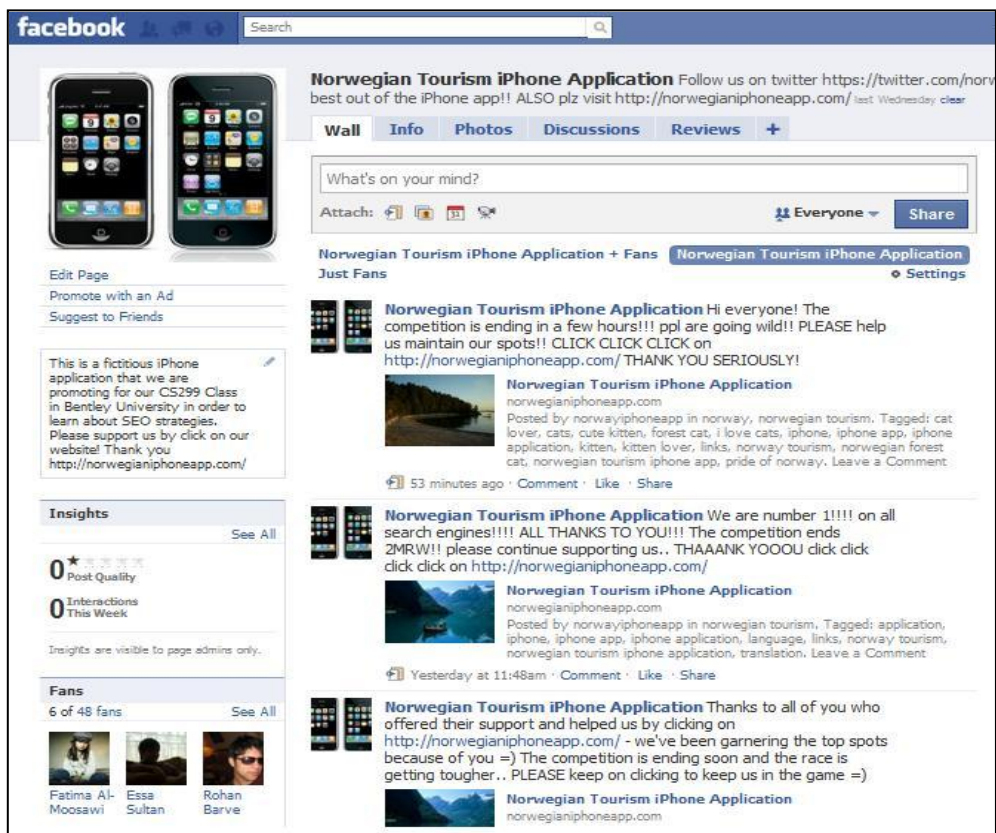 facebook
Search
Norwegian Tourism iPhone Application Follow us on twitter https://twitter.com/norw
best out of the iPhone app!! ALSO plz visit http://norwegianiphoneapp.com/ last Wednesday clear
Wall Info Photos Discussions Reviews +
What's on your mind?
Attach: 31 Everyone Share
Norwegian Tourism iPhone Application + Fans Norwegian Tourism iPhone Application
Just Fans Settings
Edit Page
Promote with an Ad
Suggest to Friends
This is a fictitious iPhone
application that we are
promoting for our CS299 Class
in Bentley University in order to
learn about SEO strategies.
Please support us by click on our
website! Thank you
http://norwegianiphoneapp.com/
Insights
See All
0 Post Quality
0 Interactions
This Week
Insights are visible to page admins only.
Fans
6 of 48 fans See All
Fatima Al-
Moosawi
Essa
Sultan
Rohan
Barve
Norwegian Tourism iPhone Application Hi everyone! The
competition is ending in a few hours!!! ppl are going wild!! PLEASE help
us maintain our spots!! CLICK CLICK CLICK on
http://norwegianiphoneapp.com/ THANK YOU SERIOUSLY!
Norwegian Tourism iPhone Application
norwegianiphoneapp.com
Posted by norwayiphoneapp in norway, norwegian tourism. Tagged: cat
lover, cats, cute kitten, forest cat, i love cats, iphone, iphone app, iphone
application, kitten, kitten lover, links, norway tourism, norwegian forest
cat, norwegian tourism iphone app, pride of norway. Leave a Comment
53 minutes ago · Comment · Like · Share
Norwegian Tourism iPhone Application We are number 1!!!! on all
search engines!!!! ALL THANKS TO YOU!!! The competition ends
2MRW!! please continue supporting us.. THAAANK YOOOU click click
click click on http://norwegianiphoneapp.com/
Norwegian Tourism iPhone Application
norwegianiphoneapp.com
Posted by norwayiphoneapp in norwegian tourism. Tagged: application,
iphone, iphone app, iphone application, language, links, norway tourism,
norwegian tourism iphone application, translation. Leave a Comment
Yesterday at 11:48am · Comment · Like · Share
Norwegian Tourism iPhone Application Thanks to all of you who
offered their support and helped us by clicking on
http://norwegianiphoneapp.com/ - we've been garnering the top spots
because of you =) The competition is ending soon and the race is
getting tougher.. PLEASE keep on clicking to keep us in the game =)
Norwegian Tourism iPhone Application
norwegianiphoneapp.com